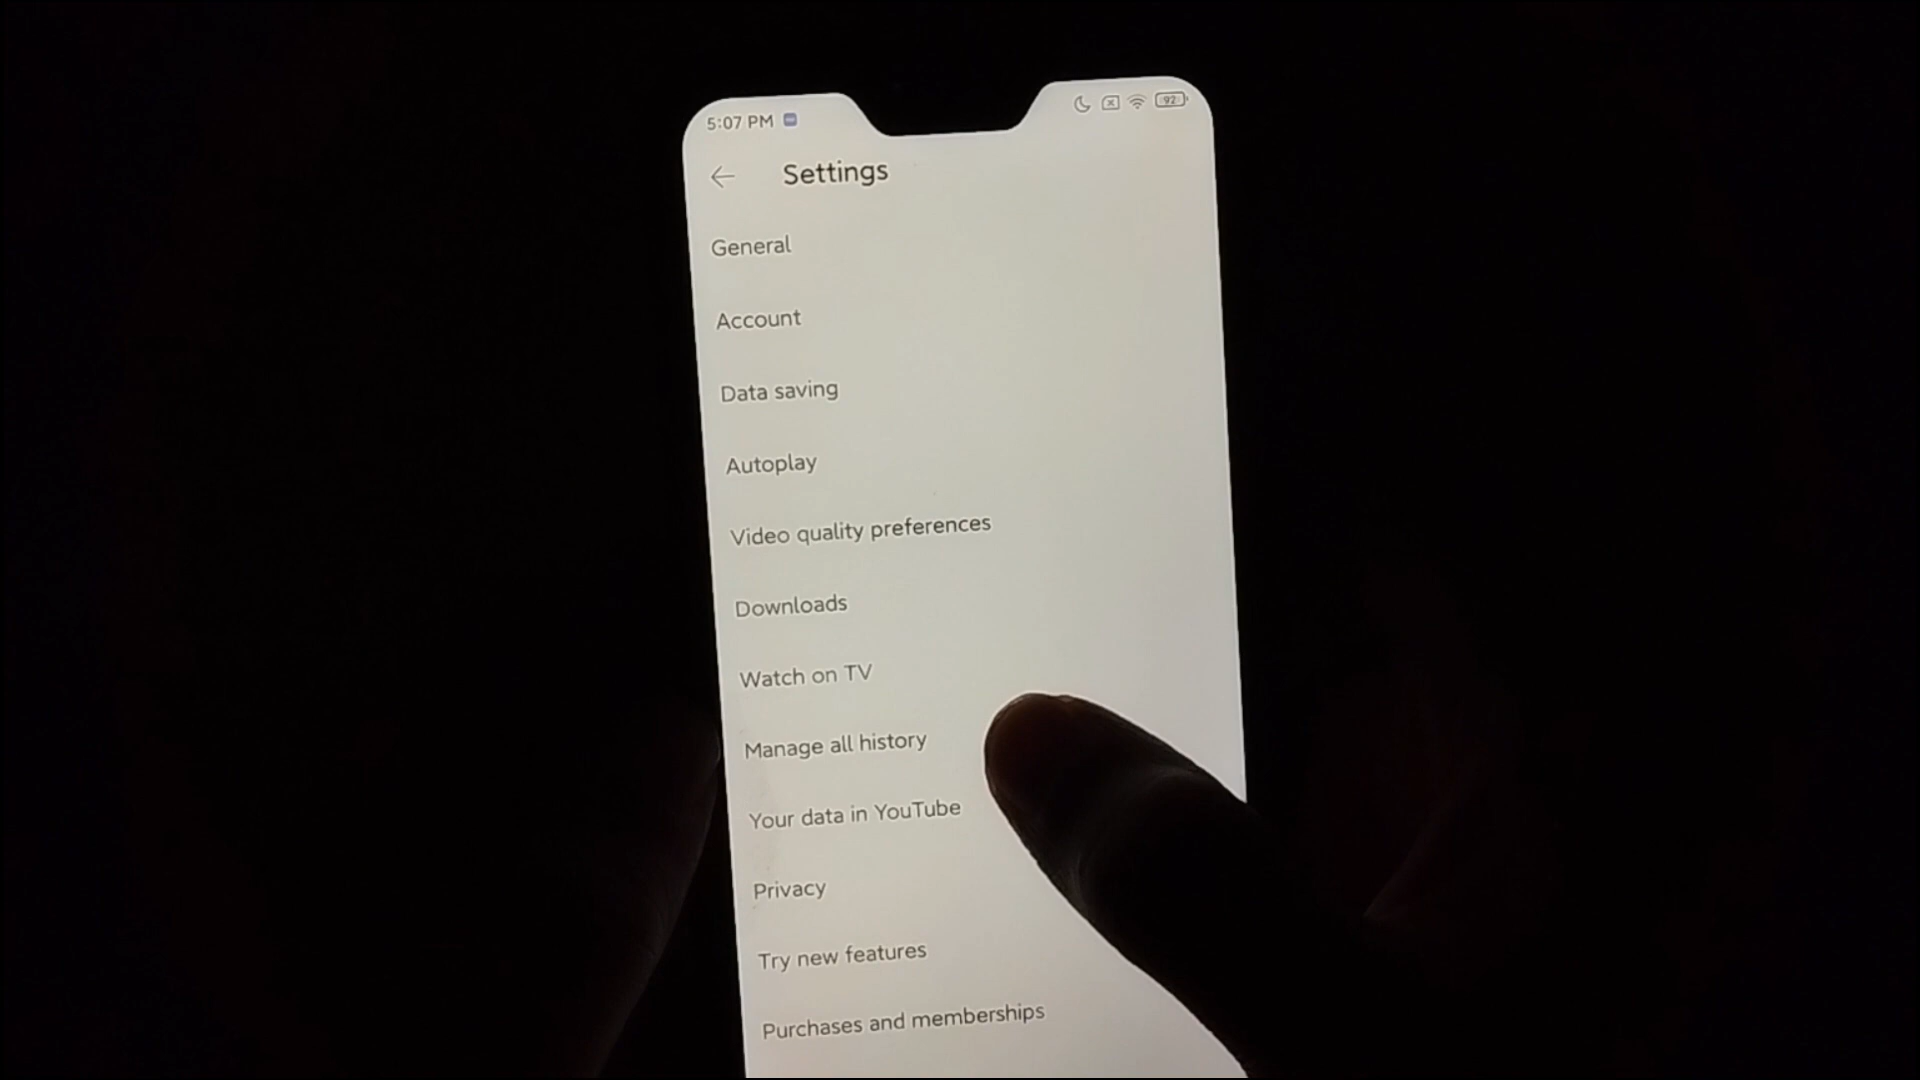 5:07 PM
92
Settings
General
Account
Data saving
Autoplay
Video quality preferences
Downloads
Watch on TV
Manage all history
Your data in YouTube
Privacy
Try new features
Purchases and memberships